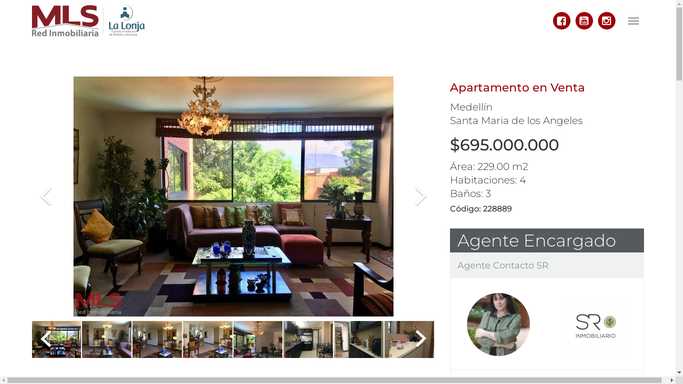 MLS
Red Inmobiliaria
La Lonja
Apartamento en Venta
Medellín
Santa Maria de los Angeles
$695.000.000
Área: 229.00 m2
Habitaciones: 4
Baños: 3
Código: 228889
Agente Encargado
Agente Contacto SR
SR
INMOBILIARIO
MLS
Red Inmobiliaria